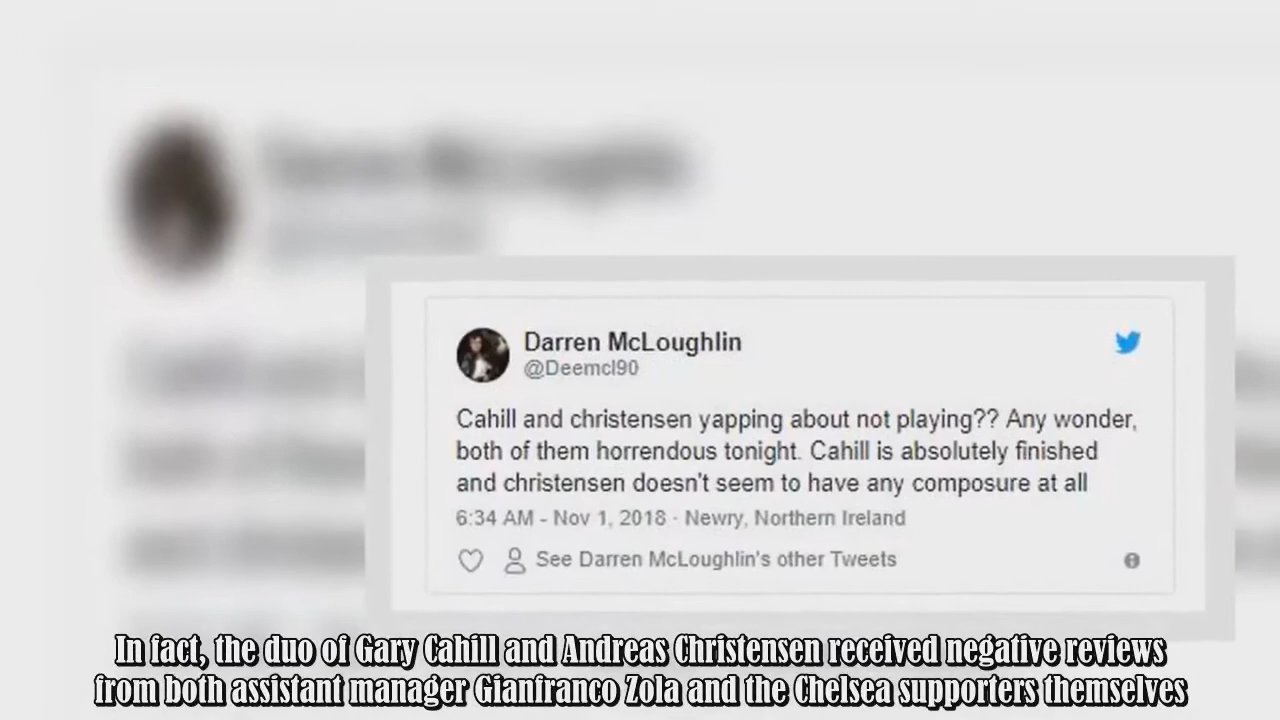 Darren McLoughlin
@Deemcl90
Cahill and christensen yapping about not playing?? Any wonder,
both of them horrendous tonight. Cahill is absolutely finished
and christensen doesn't seem to have any composure at all
6:34 AM - Nov 1, 2018 · Newry, Northern Ireland
See Darren McLoughlin's other Tweets
In fact, the duo of Gary Cahill and Andreas Christensen received negative reviews
from both assistant manager Gianfranco Zola and the Chelsea supporters themselves